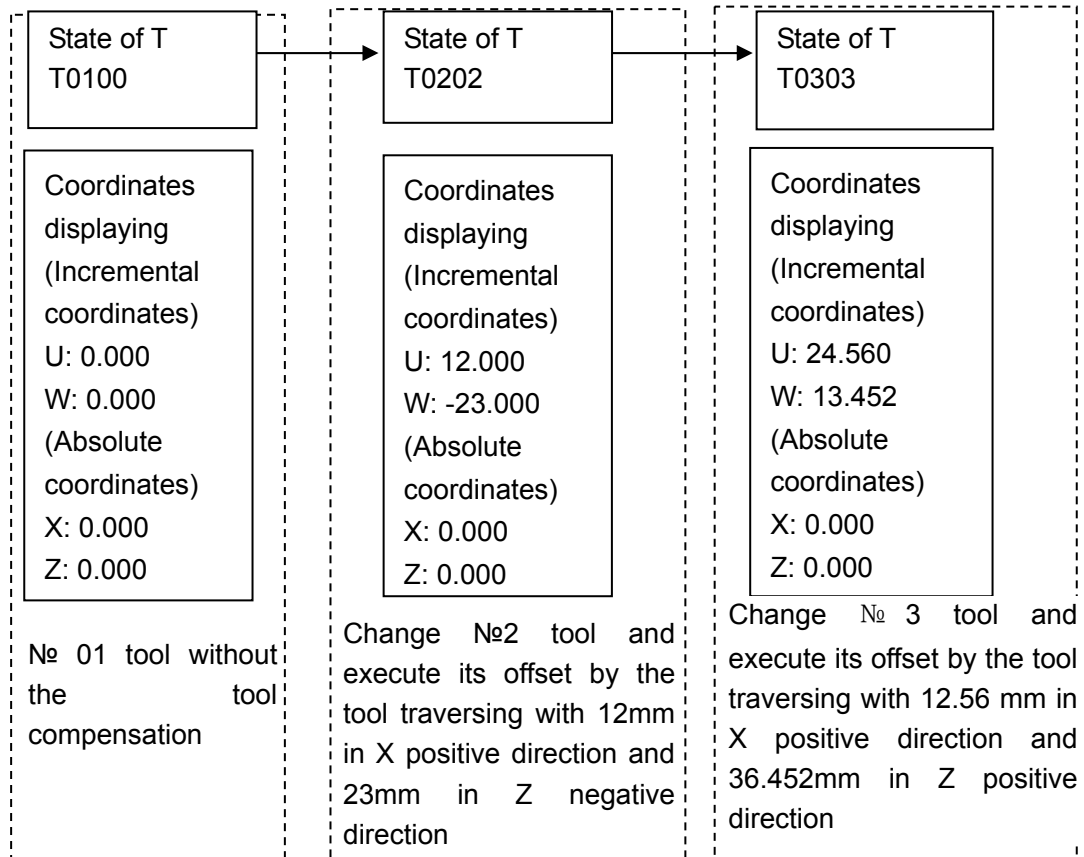 State of T
T0100
Coordinates
displaying
(Incremental
coordinates)
U: 0.000
W: 0.000
(Absolute
coordinates)
X: 0.000
Z: 0.000
№ 01 tool without
the tool
compensation
State of T
T0202
Coordinates
displaying
(Incremental
coordinates)
U: 12.000
W: -23.000
(Absolute
coordinates)
X: 0.000
Z: 0.000
Change №2 tool and
execute its offset by the
tool traversing with 12mm
in X positive direction and
23mm in Z negative
direction
State of T
T0303
Coordinates
displaying
(Incremental
coordinates)
U: 24.560
W: 13.452
(Absolute
coordinates)
X: 0.000
Z: 0.000
Change № 3 tool and
execute its offset by the tool
traversing with 12.56 mm in
X positive direction and
36.452mm in Z positive
direction